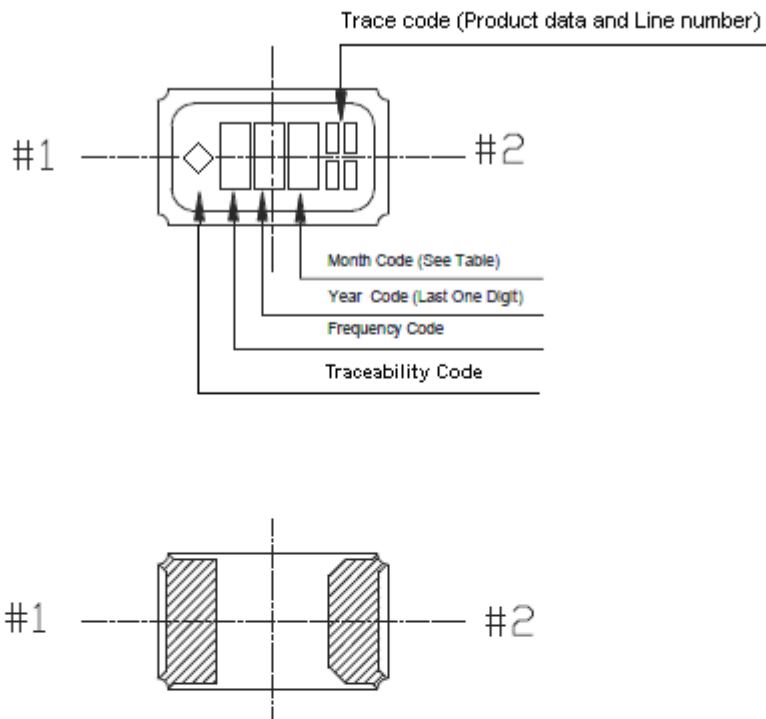 Trace code (Product data and Line number)
#1
#2
Month Code (See Table)
Year Code (Last One Digit)
Frequency Code
Traceability Code
#1
#2